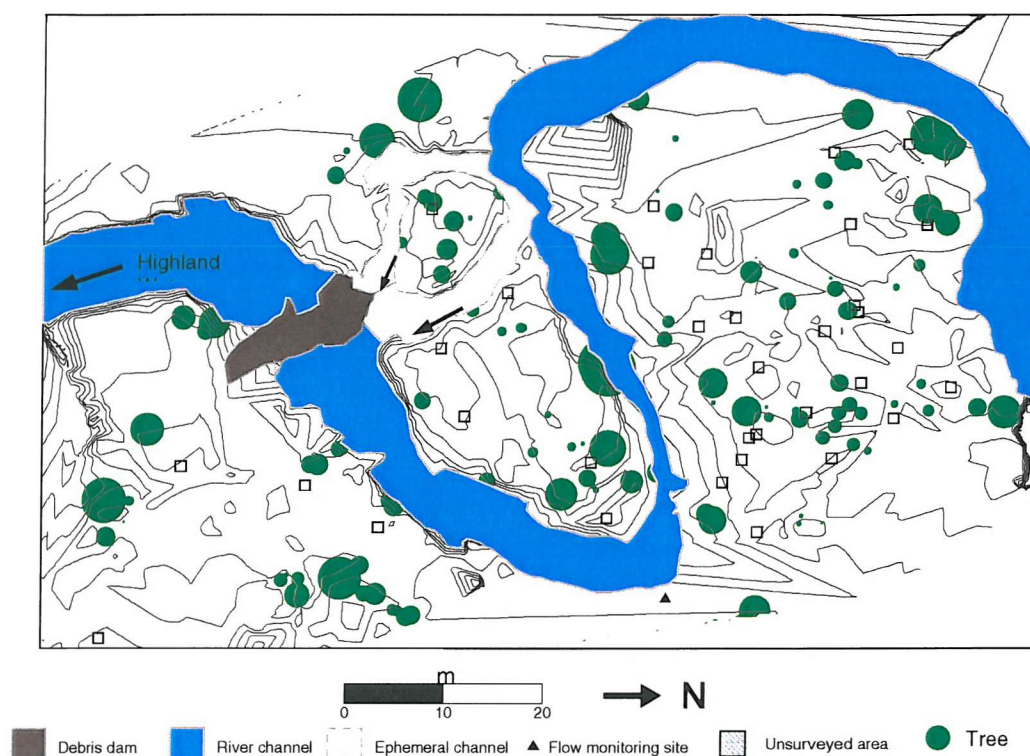 Highland
m
0 10 20
N
Debris dam River channel Ephemeral channel Flow monitoring site Unsurveyed area Tree